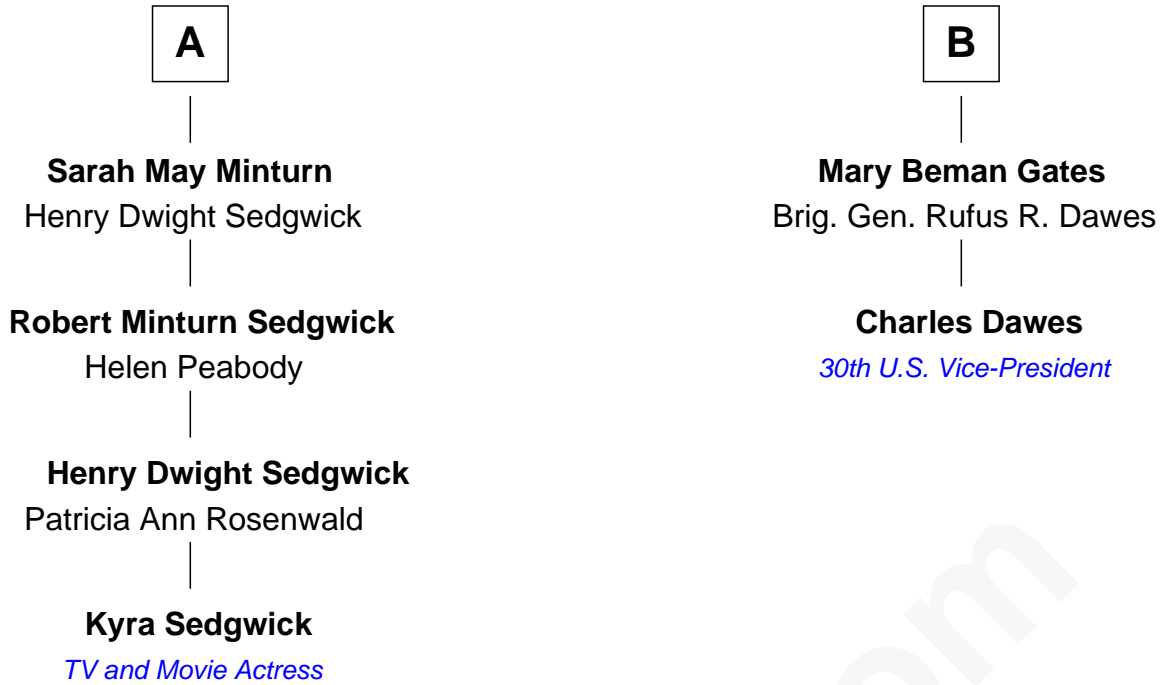 A
Sarah May Minturn
Henry Dwight Sedgwick
Robert Minturn Sedgwick
Helen Peabody
Henry Dwight Sedgwick
Patricia Ann Rosenwald
Kyra Sedgwick
TV and Movie Actress
B
Mary Beman Gates
Brig. Gen. Rufus R. Dawes
Charles Dawes
30th U.S. Vice-President
om